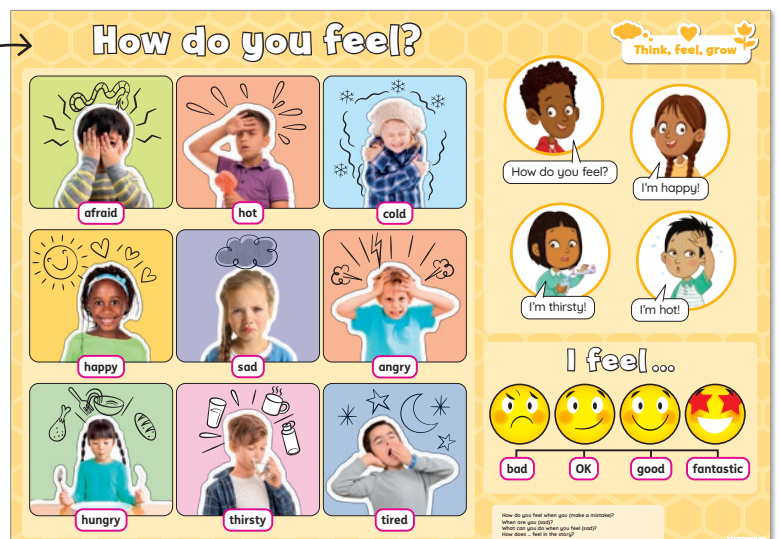 How do you feel?
Think, feel, grow
afraid
hot
cold
happy
sad
angry
hungry
thirsty
tired
How do you feel?
I'm happy!
I'm thirsty!
I'm hot!
I feel...
bad
OK
good
fantastic
How do you feel when you (make a mistake)?
When are you (sad)?
What can you do when you feel (sad)?
How does ... feel in the story?